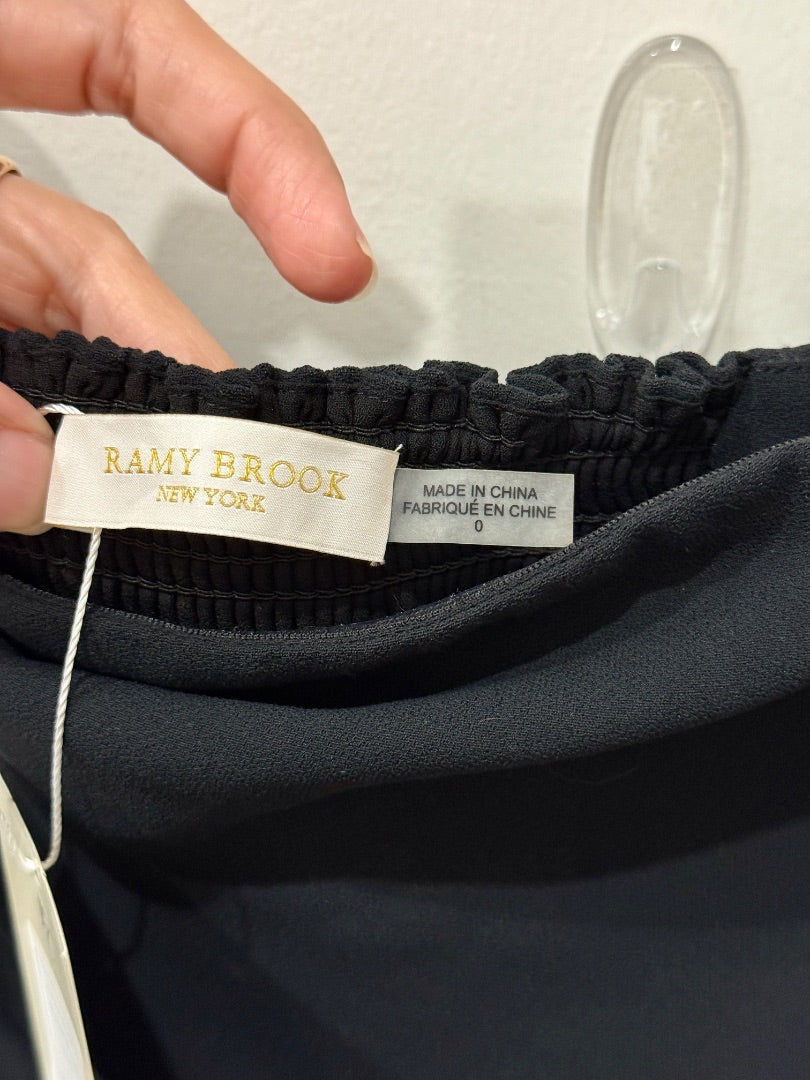 RAMY BROOK
NEW YORK
MADE IN CHINA
FABRIQUÉ EN CHINE
0